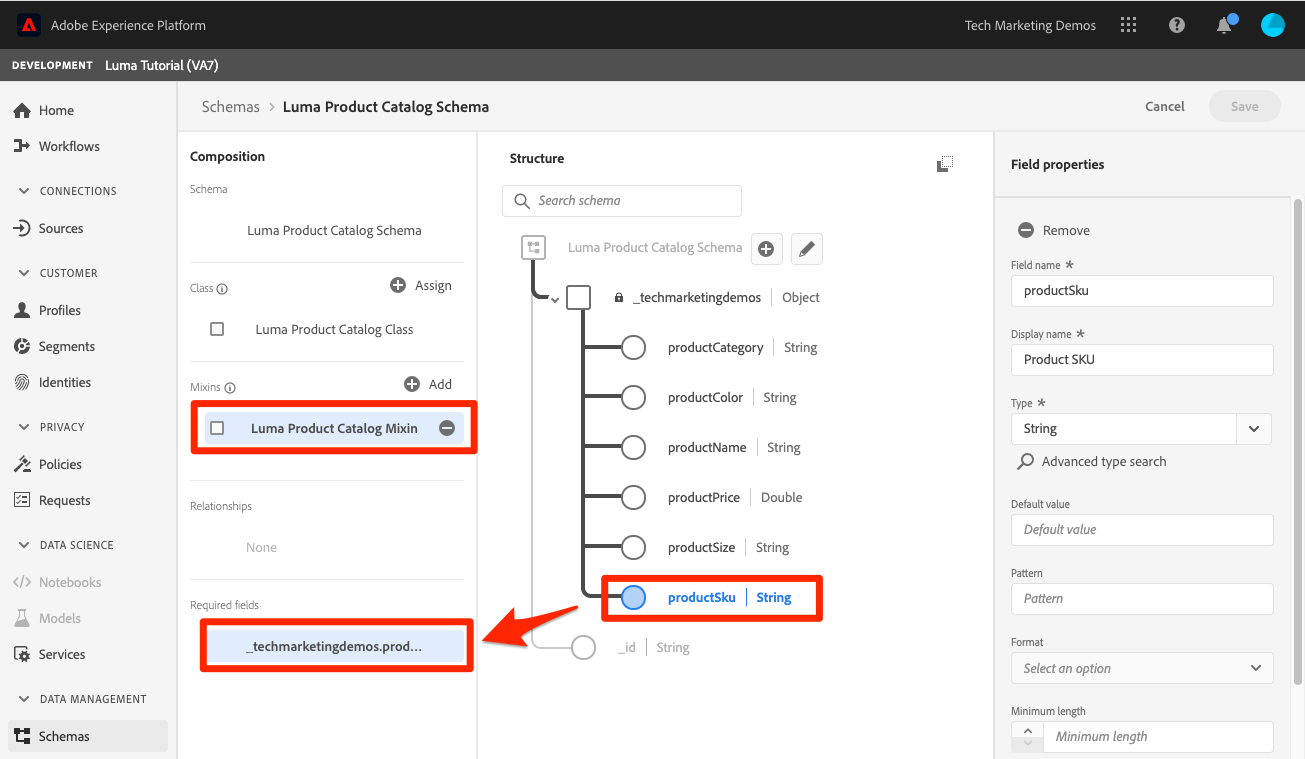 Adobe Experience Platform
Tech Marketing Demos
DEVELOPMENT Luma Tutorial (VA7)
Home
Workflows
CONNECTIONS
Sources
CUSTOMER
Profiles
Segments
Identities
PRIVACY
Policies
Requests
DATA SCIENCE
Notebooks
Models
Services
DATA MANAGEMENT
Schemas
Schemas > Luma Product Catalog Schema
Cancel
Save
Composition
Schema
Luma Product Catalog Schema
Class
Assign
Luma Product Catalog Class
Mixins
Add
Luma Product Catalog Mixin
Relationships
None
Required fields
_techmarketingdemos.prod...
Structure
Search schema
Luma Product Catalog Schema
_techmarketingdemos | Object
productCategory | String
productColor | String
productName | String
productPrice | Double
productSize | String
productSku | String
_id | String
Field properties
Remove
Field name *
productSku
Display name *
Product SKU
Type *
String
Advanced type search
Default value
Default value
Pattern
Pattern
Format
Select an option
Minimum length
Minimum length